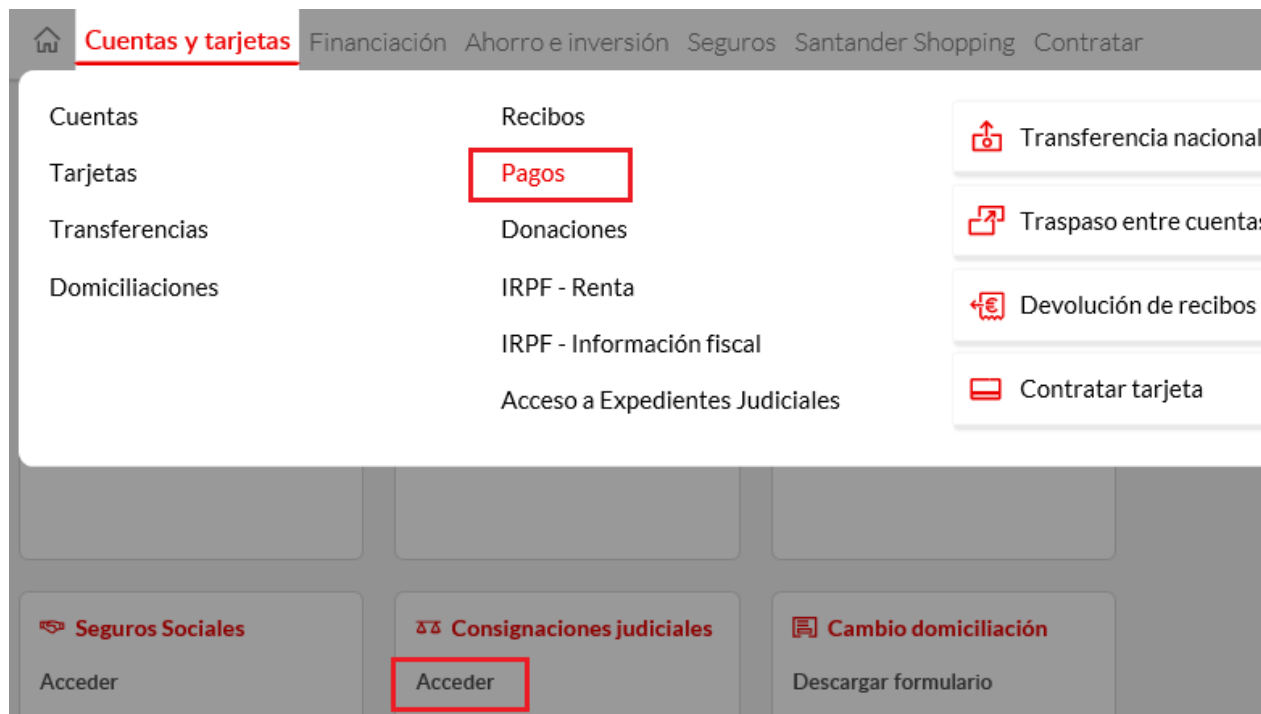 Cuentas y tarjetas Financiación Ahorro e inversión Seguros Santander Shopping Contratar
Cuentas
Tarjetas
Transferencias
Domiciliaciones
Recibos
Pagos
Donaciones
IRPF - Renta
IRPF - Información fiscal
Acceso a Expedientes Judiciales
Transferencia nacional
Traspaso entre cuentas
Devolución de recibos
Contratar tarjeta
Seguros Sociales
Acceder
Consignaciones judiciales
Acceder
Cambio domiciliación
Descargar formulario